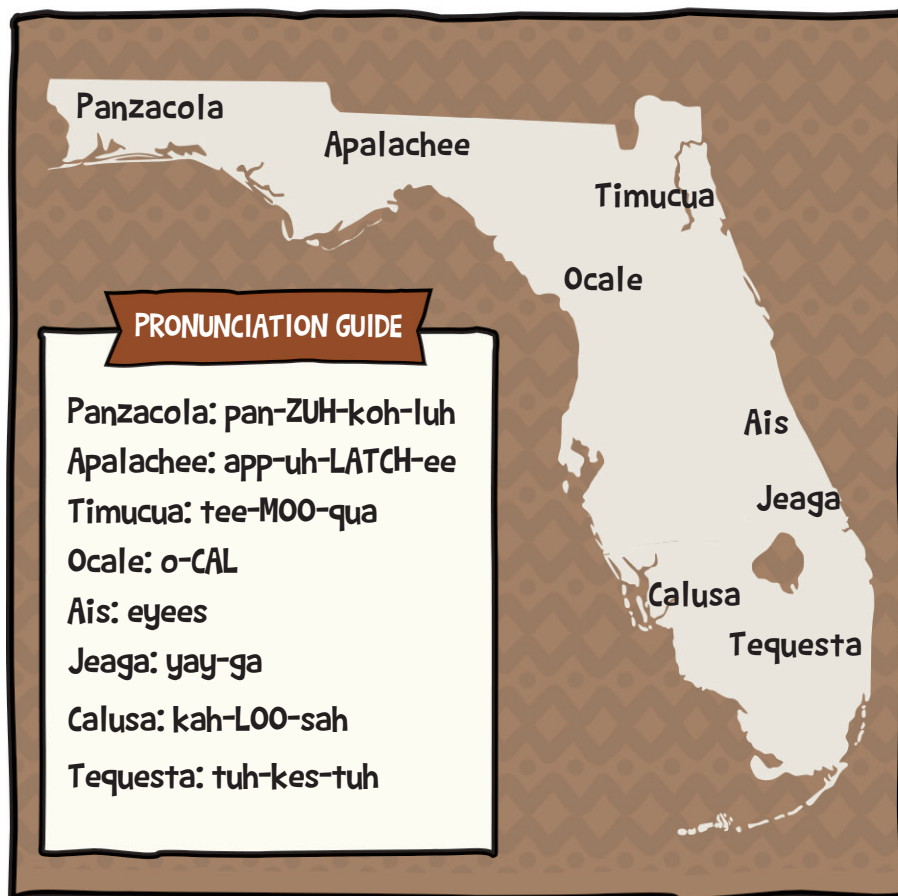 Panzacola
Apalachee
Timucua
Ocale
Ais
Jeaga
Calusa
Tequesta
PRONUNCIATION GUIDE
Panzacola: pan-ZUH-koh-luh
Apalachee: app-uh-LATCH-ee
Timucua: tee-MOO-qua
Ocale: o-CAL
Ais: eyees
Jeaga: yay-ga
Calusa: kah-LOO-sah
Tequesta: tuh-kes-tuh